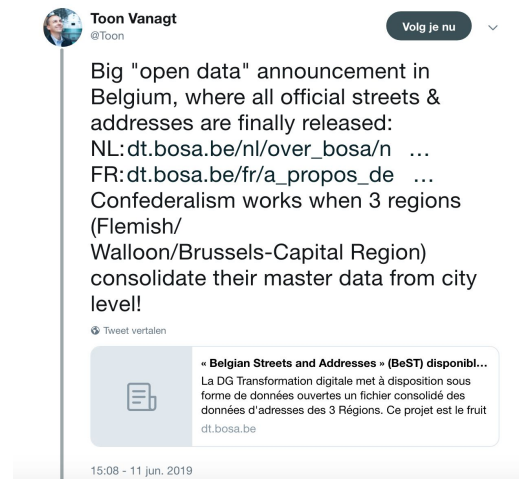 Toon Vanagt
@Toon
Volg je nu
Big "open data" announcement in
Belgium, where all official streets &
addresses are finally released:
NL:dt.bosa.be/nl/over_bosa/n …
FR:dt.bosa.be/fr/a_propos_de …
Confederalism works when 3 regions
(Flemish/
Walloon/Brussels-Capital Region)
consolidate their master data from city
level!
Tweet vertalen
« Belgian Streets and Addresses » (BeST) disponibl...
La DG Transformation digitale met à disposition sous
forme de données ouvertes un fichier consolidé des
données d'adresses des 3 Régions. Ce projet est le fruit
dt.bosa.be
15:08 - 11 jun. 2019